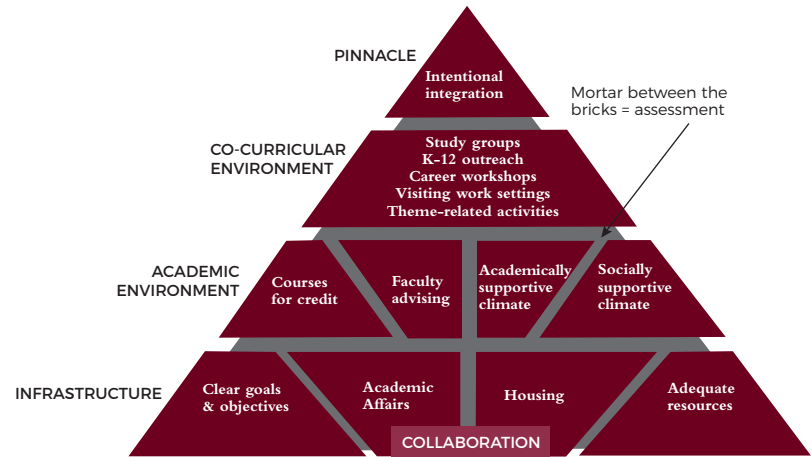 PINNACLE
Intentional
integration
Mortar between the
bricks = assessment
CO-CURRICULAR
ENVIRONMENT
Study groups
K-12 outreach
Career workshops
Visiting work settings
Theme-related activities
ACADEMIC
ENVIRONMENT
Courses
for credit
Faculty
advising
Academically
supportive
climate
Socially
supportive
climate
INFRASTRUCTURE
Clear goals
& objectives
Academic
Affairs
Housing
Adequate
resources
COLLABORATION